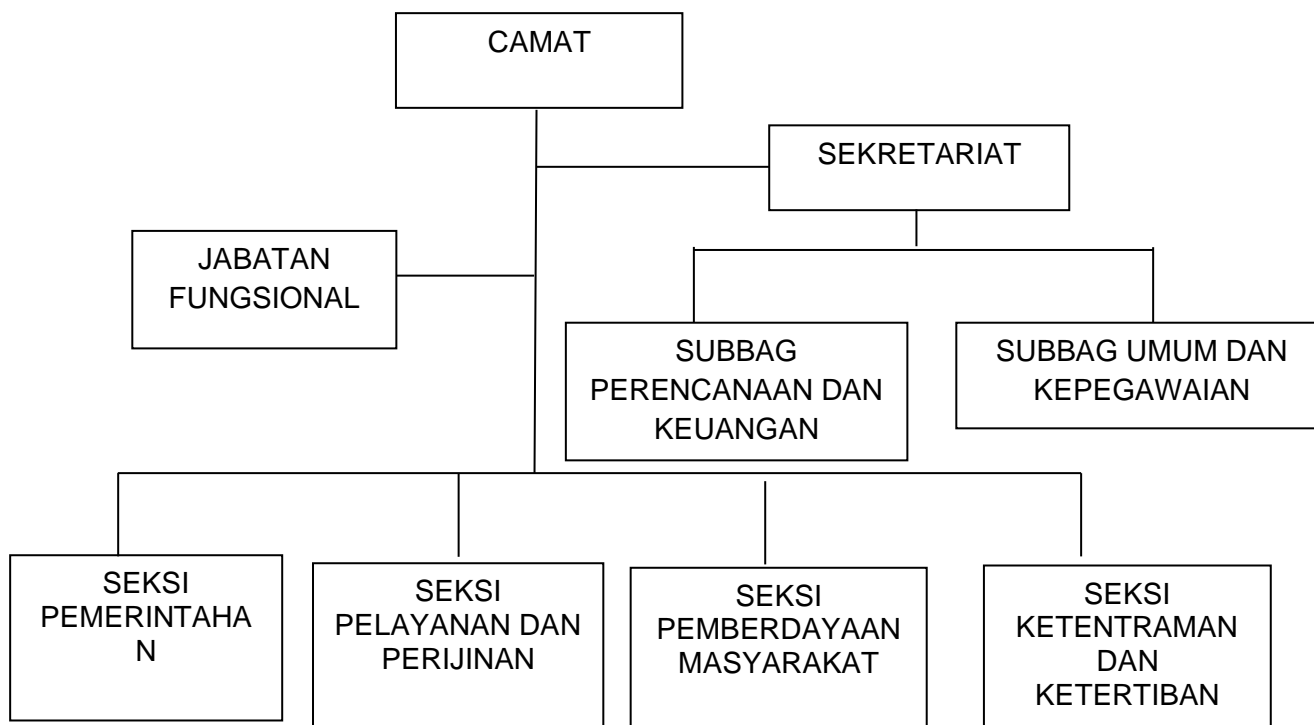 CAMAT
SEKRETARIAT
JABATAN
FUNGSIONAL
SUBBAG
PERENCANAAN DAN
KEUANGAN
SUBBAG UMUM DAN
KEPEGAWAIAN
SEKSI
PEMERINTAHA
N
SEKSI
PELAYANAN DAN
PERIJINAN
SEKSI
PEMBERDAYAAN
MASYARAKAT
SEKSI
KETENTRAMAN
DAN
KETERTIBAN